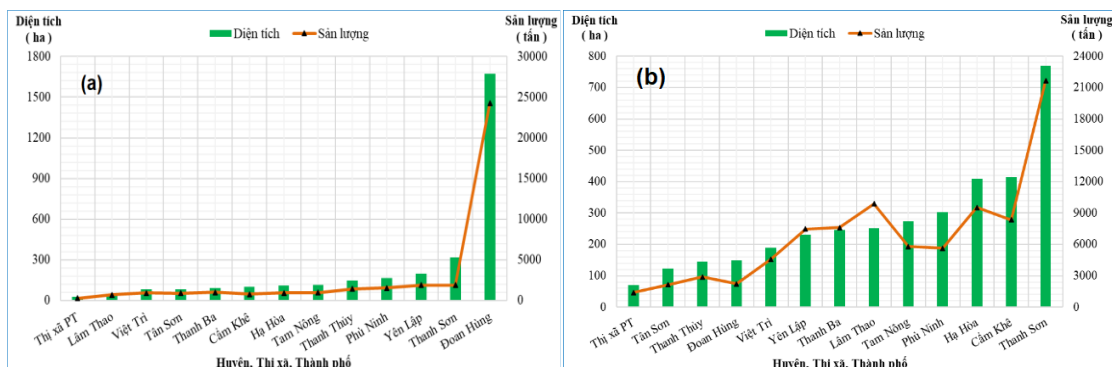 Diện tích
( ha )
Sản lượng
( tấn )
Diện tích
Sản lượng
(a)
1800
1500
1200
900
600
300
0
30000
25000
20000
15000
10000
5000
0
Thị xã PT
Lâm Thao
Việt Trì
Tân Sơn
Thanh Ba
Cẩm Khê
Hạ Hòa
Tam Nông
Thanh Thủy
Phù Ninh
Yên Lập
Thanh Sơn
Đoan Hùng
Huyện, Thị xã, Thành phố
Diện tích
( ha )
Sản lượng
( tấn )
Diện tích
Sản lượng
(b)
800
700
600
500
400
300
200
100
0
24000
21000
18000
15000
12000
9000
6000
3000
0
Thị xã PT
Tân Sơn
Thanh Thủy
Đoan Hùng
Việt Trì
Yên Lập
Thanh Ba
Lâm Thao
Tam Nông
Phù Ninh
Hạ Hòa
Cẩm Khê
Thanh Sơn
Huyện, Thị xã, Thành phố